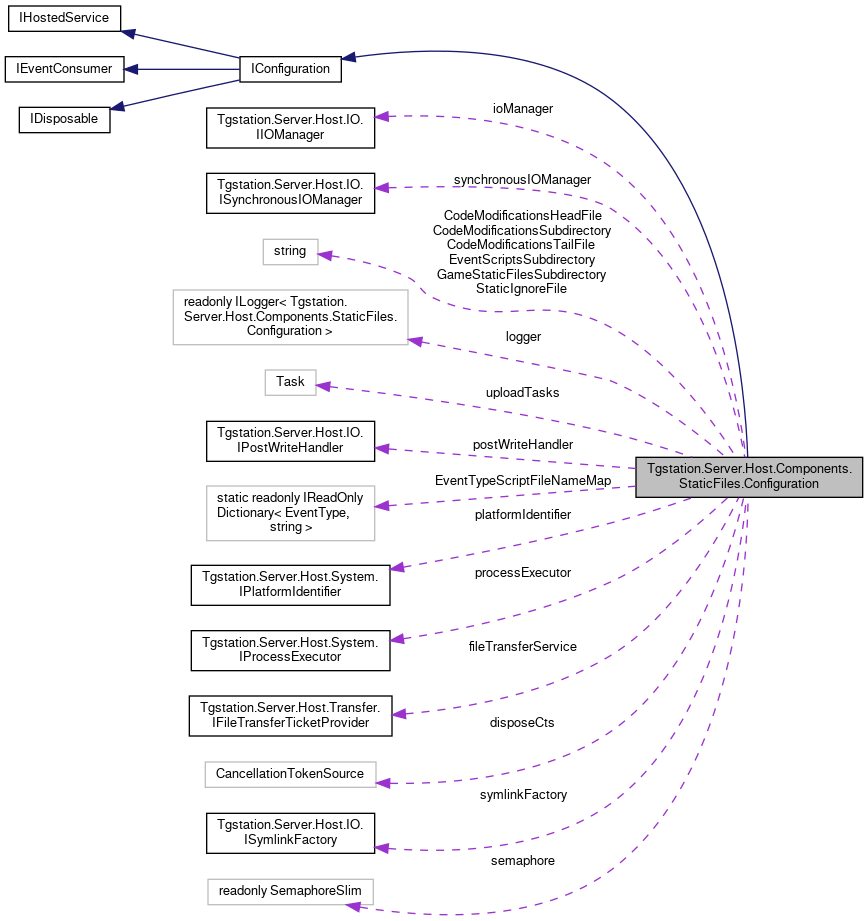 IHostedService
IEventConsumer
IConfiguration
IDisposable
Tgstation.Server.Host.IO.
IIOManager
ioManager
Tgstation.Server.Host.IO.
ISynchronousIOManager
synchronousIOManager
string
CodeModificationsHeadFile
CodeModificationsSubdirectory
CodeModificationsTailFile
EventScriptsSubdirectory
GameStaticFilesSubdirectory
StaticIgnoreFile
readonly ILogger< Tgstation.
Server.Host.Components.StaticFiles.
Configuration >
logger
Task
uploadTasks
Tgstation.Server.Host.IO.
IPostWriteHandler
postWriteHandler
Tgstation.Server.Host.Components.
StaticFiles.Configuration
static readonly IReadOnly
Dictionary< EventType,
string >
EventTypeScriptFileNameMap
Tgstation.Server.Host.System.
IPlatformIdentifier
platformIdentifier
Tgstation.Server.Host.System.
IProcessExecutor
processExecutor
Tgstation.Server.Host.Transfer.
IFileTransferTicketProvider
fileTransferService
CancellationTokenSource
disposeCts
Tgstation.Server.Host.IO.
ISymlinkFactory
symlinkFactory
readonly SemaphoreSlim
semaphore